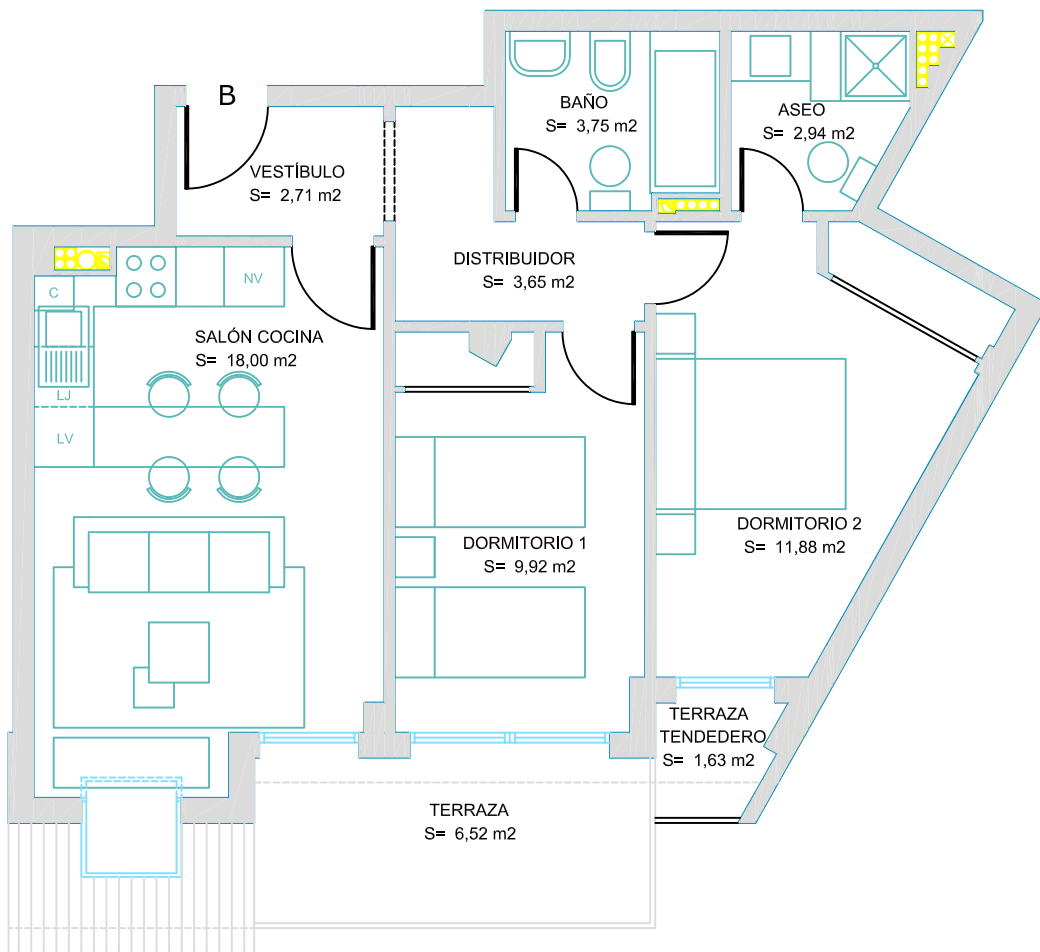 B
BAÑO
S= 3,75 m2
ASEO
S= 2,94 m2
VESTÍBULO
S= 2,71 m2
DISTRIBUIDOR
S= 3,65 m2
C
NV
SALÓN COCINA
S= 18,00 m2
LJ
LV
DORMITORIO 1
S= 9,92 m2
DORMITORIO 2
S= 11,88 m2
TERRAZA
TENDEDERO
S= 1,63 m2
TERRAZA
S= 6,52 m2